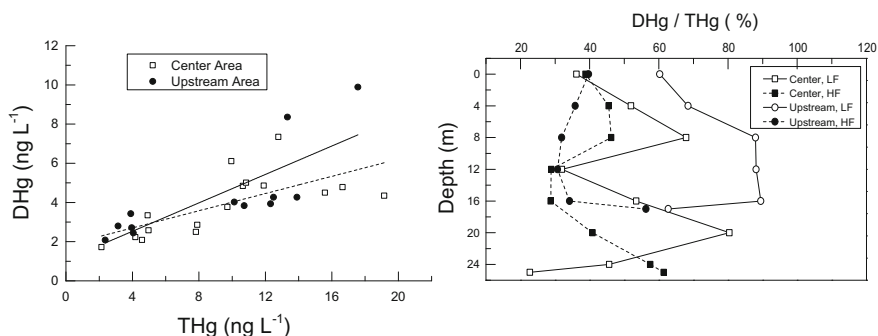 12
10
8
6
4
2
0
DHg (ng L⁻¹)
Center Area
Upstream Area
0 4 8 12 16 20
THg (ng L⁻¹)
DHg / THg ( %)
20 40 60 80 100 120
0
4
8
12
16
20
24
Depth (m)
Center, LF
Center, HF
Upstream, LF
Upstream, HF